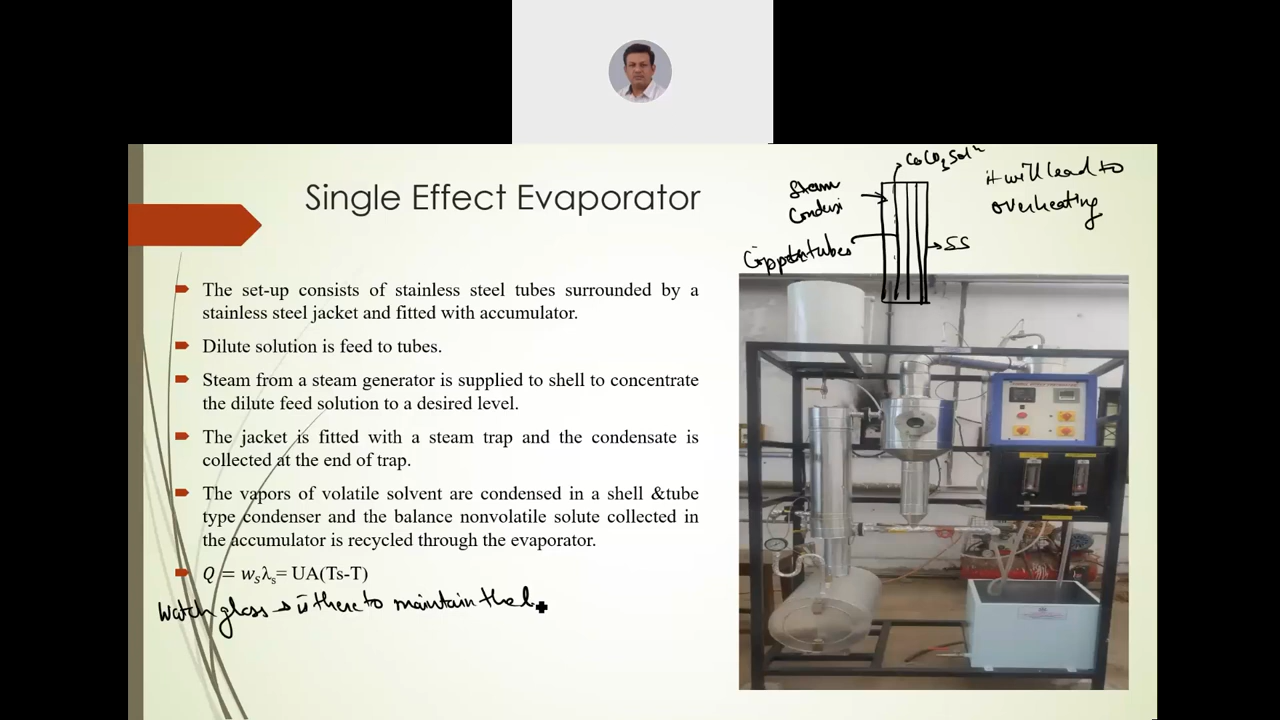 CaCO3 Soln
it will lead to
overheating
Steam
Condensi
Copper tubes
SS
Single Effect Evaporator
The set-up consists of stainless steel tubes surrounded by a
stainless steel jacket and fitted with accumulator.
Dilute solution is feed to tubes.
Steam from a steam generator is supplied to shell to concentrate
the dilute feed solution to a desired level.
The jacket is fitted with a steam trap and the condensate is
collected at the end of trap.
The vapors of volatile solvent are condensed in a shell &tube
type condenser and the balance nonvolatile solute collected in
the accumulator is recycled through the evaporator.
Q = wsλs= UA(Ts-T)
Watch glass → is there to maintain the l